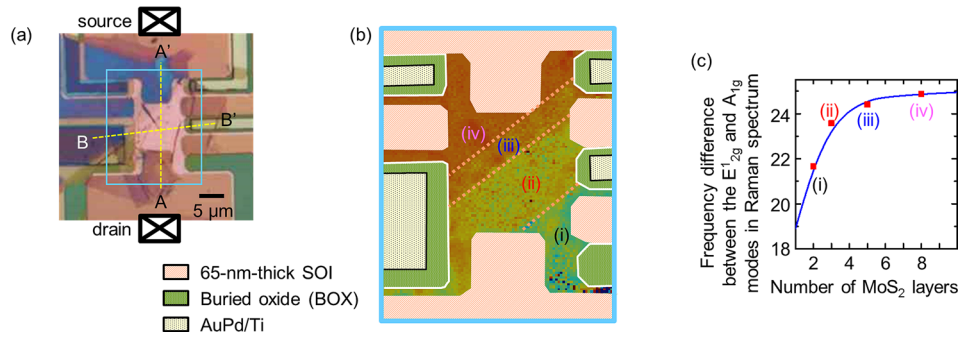 (a)
source
A'
B
B'
A
5 μm
drain
65-nm-thick SOI
Buried oxide (BOX)
AuPd/Ti
(b)
(iv)
(iii)
(ii)
(i)
(c)
Frequency difference
between the E¹₂g and A₁g
modes in Raman spectrum
26
24
22
20
18
(i)
(ii)
(iii)
(iv)
2 4 6 8
Number of MoS₂ layers